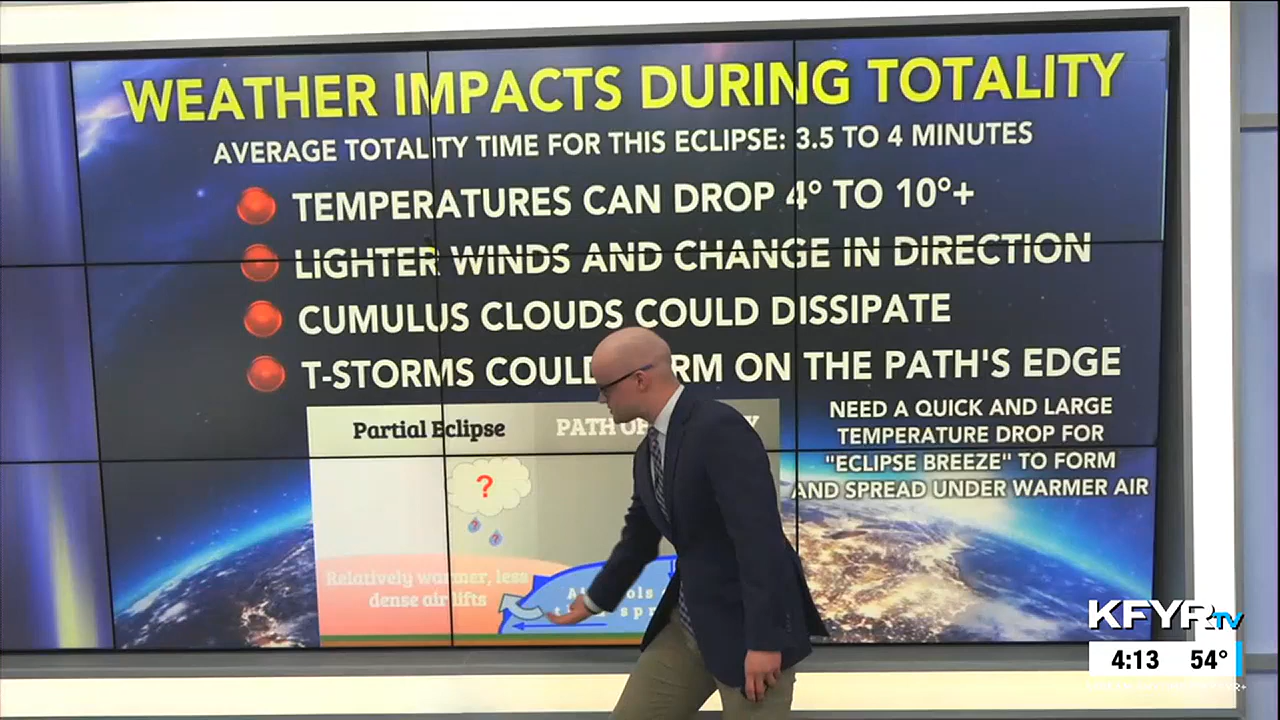 WEATHER IMPACTS DURING TOTALITY
AVERAGE TOTALITY TIME FOR THIS ECLIPSE: 3.5 TO 4 MINUTES
TEMPERATURES CAN DROP 4° TO 10°+
LIGHTER WINDS AND CHANGE IN DIRECTION
CUMULUS CLOUDS COULD DISSIPATE
T-STORMS ON THE PATH'S EDGE
NEED A QUICK AND LARGE
TEMPERATURE DROP FOR
"ECLIPSE BREEZE" TO FORM
AND SPREAD UNDER WARMER AIR
Partial Eclipse
PATH
?
Relatively warmer, less
dense air lifts
KFYR TV
4:13 54°